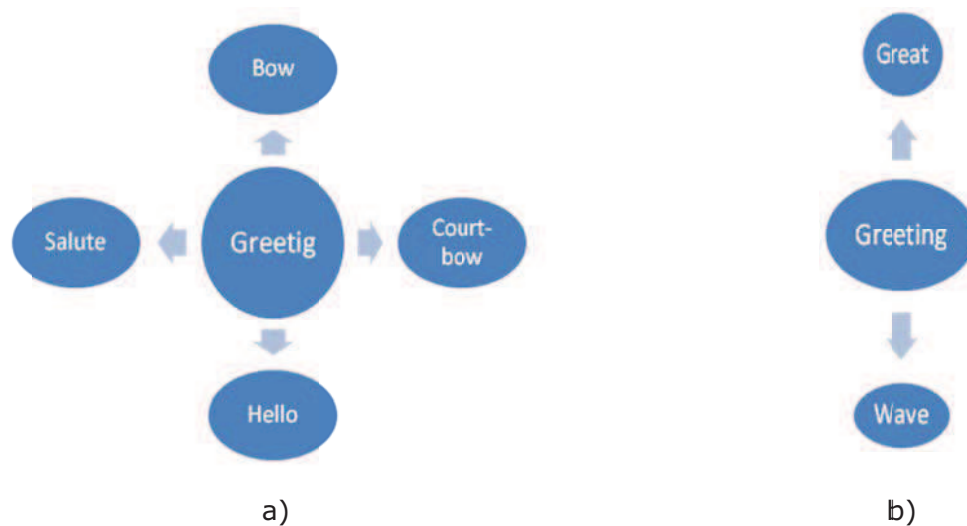 Bow
Salute
Greetig
Court-
bow
Hello
a)
Great
Greeting
Wave
b)